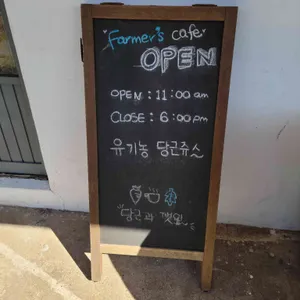 Farmer's cafe
OPEN
OPEN : 11:00 am
CLOSE : 6:00 pm
유기농 당근쥬스
당근과 깻잎